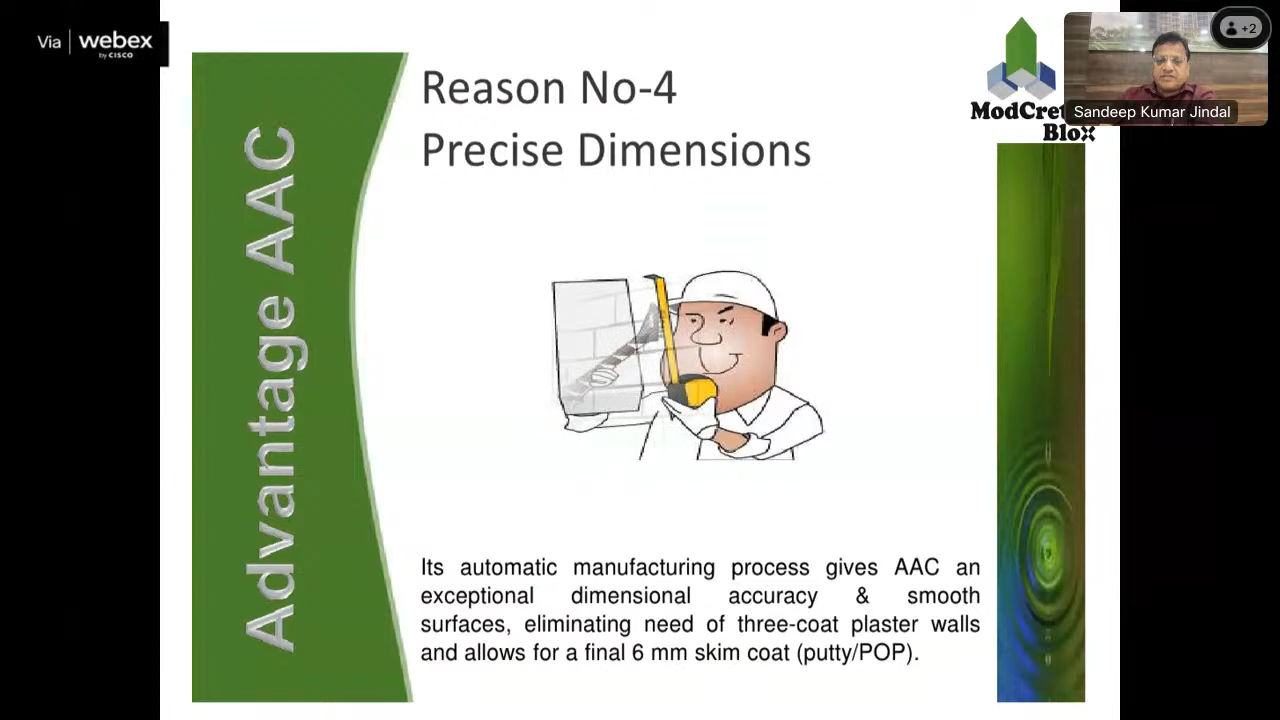 Via webex
by CISCO
+2
Sandeep Kumar Jindal
ModCret
Blox
Advantage AAC
Reason No-4
Precise Dimensions
Its automatic manufacturing process gives AAC an
exceptional dimensional accuracy & smooth
surfaces, eliminating need of three-coat plaster walls
and allows for a final 6 mm skim coat (putty/POP).